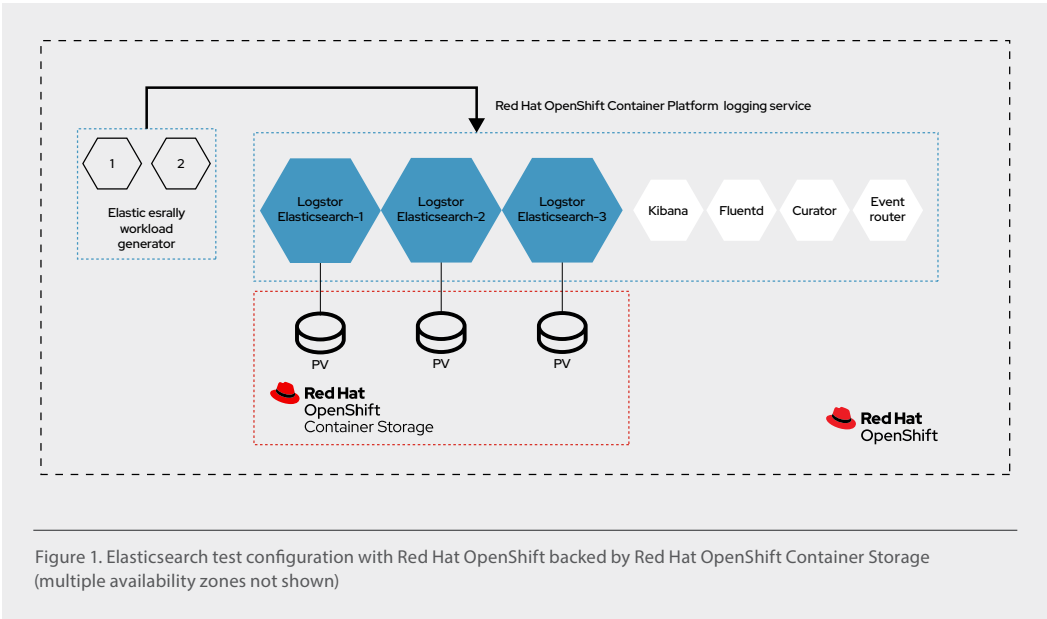 Red Hat OpenShift Container Platform logging service
1
2
Elastic esrally
workload
generator
Logstor
Elasticsearch-1
Logstor
Elasticsearch-2
Logstor
Elasticsearch-3
Kibana
Fluentd
Curator
Event
router
PV
PV
PV
Red Hat
OpenShift
Container Storage
Red Hat
OpenShift
Figure 1. Elasticsearch test configuration with Red Hat OpenShift backed by Red Hat OpenShift Container Storage
(multiple availability zones not shown)